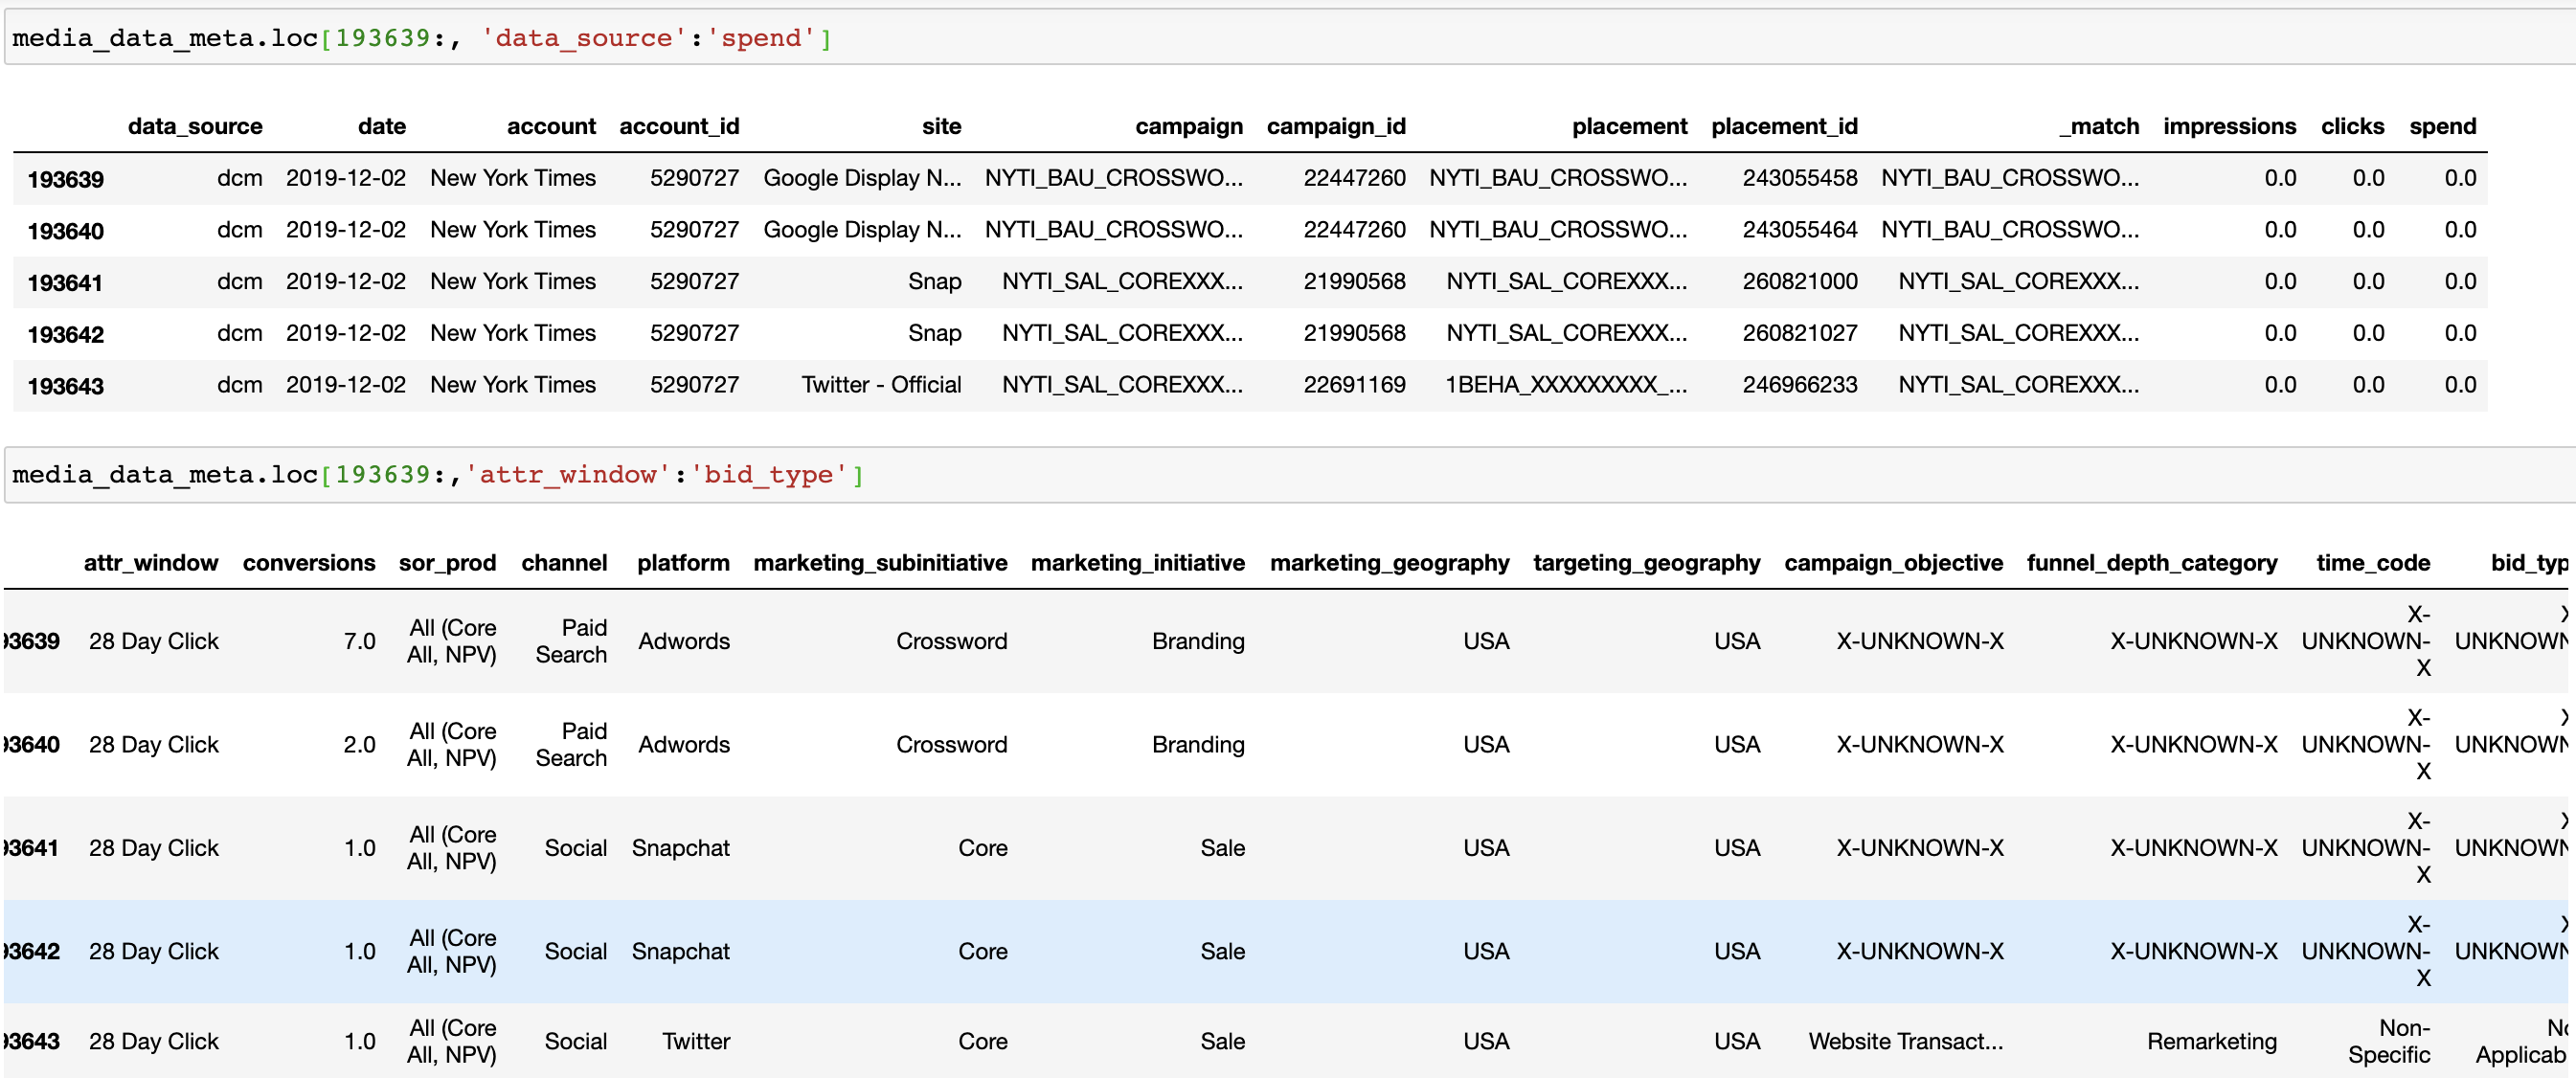 media_data_meta.loc[193639:, 'data_source':'spend']
data_source date account account_id site campaign campaign_id placement placement_id _match impressions clicks spend
193639 dcm 2019-12-02 New York Times 5290727 Google Display N... NYTI_BAU_CROSSWO... 22447260 NYTI_BAU_CROSSWO... 243055458 NYTI_BAU_CROSSWO... 0.0 0.0 0.0
193640 dcm 2019-12-02 New York Times 5290727 Google Display N... NYTI_BAU_CROSSWO... 22447260 NYTI_BAU_CROSSWO... 243055464 NYTI_BAU_CROSSWO... 0.0 0.0 0.0
193641 dcm 2019-12-02 New York Times 5290727 Snap NYTI_SAL_COREXXX... 21990568 NYTI_SAL_COREXXX... 260821000 NYTI_SAL_COREXXX... 0.0 0.0 0.0
193642 dcm 2019-12-02 New York Times 5290727 Snap NYTI_SAL_COREXXX... 21990568 NYTI_SAL_COREXXX... 260821027 NYTI_SAL_COREXXX... 0.0 0.0 0.0
193643 dcm 2019-12-02 New York Times 5290727 Twitter - Official NYTI_SAL_COREXXX... 22691169 1BEHA_XXXXXXXXX_... 246966233 NYTI_SAL_COREXXX... 0.0 0.0 0.0
media_data_meta.loc[193639:,'attr_window':'bid_type']
attr_window conversions sor_prod channel platform marketing_subinitiative marketing_initiative marketing_geography targeting_geography campaign_objective funnel_depth_category time_code bid_typ
All (Core Paid X- X
93639 28 Day Click 7.0 All, NPV) Search Adwords Crossword Branding USA USA X-UNKNOWN-X X-UNKNOWN-X UNKNOWN- UNKNOWN
X
All (Core Paid X- X
93640 28 Day Click 2.0 All, NPV) Search Adwords Crossword Branding USA USA X-UNKNOWN-X X-UNKNOWN-X UNKNOWN- UNKNOWN
X
All (Core X- X
93641 28 Day Click 1.0 All, NPV) Social Snapchat Core Sale USA USA X-UNKNOWN-X X-UNKNOWN-X UNKNOWN- UNKNOWN
X
All (Core X- X
93642 28 Day Click 1.0 All, NPV) Social Snapchat Core Sale USA USA X-UNKNOWN-X X-UNKNOWN-X UNKNOWN- UNKNOWN
X
All (Core Non- No
93643 28 Day Click 1.0 All, NPV) Social Twitter Core Sale USA USA Website Transact... Remarketing Specific Applicab